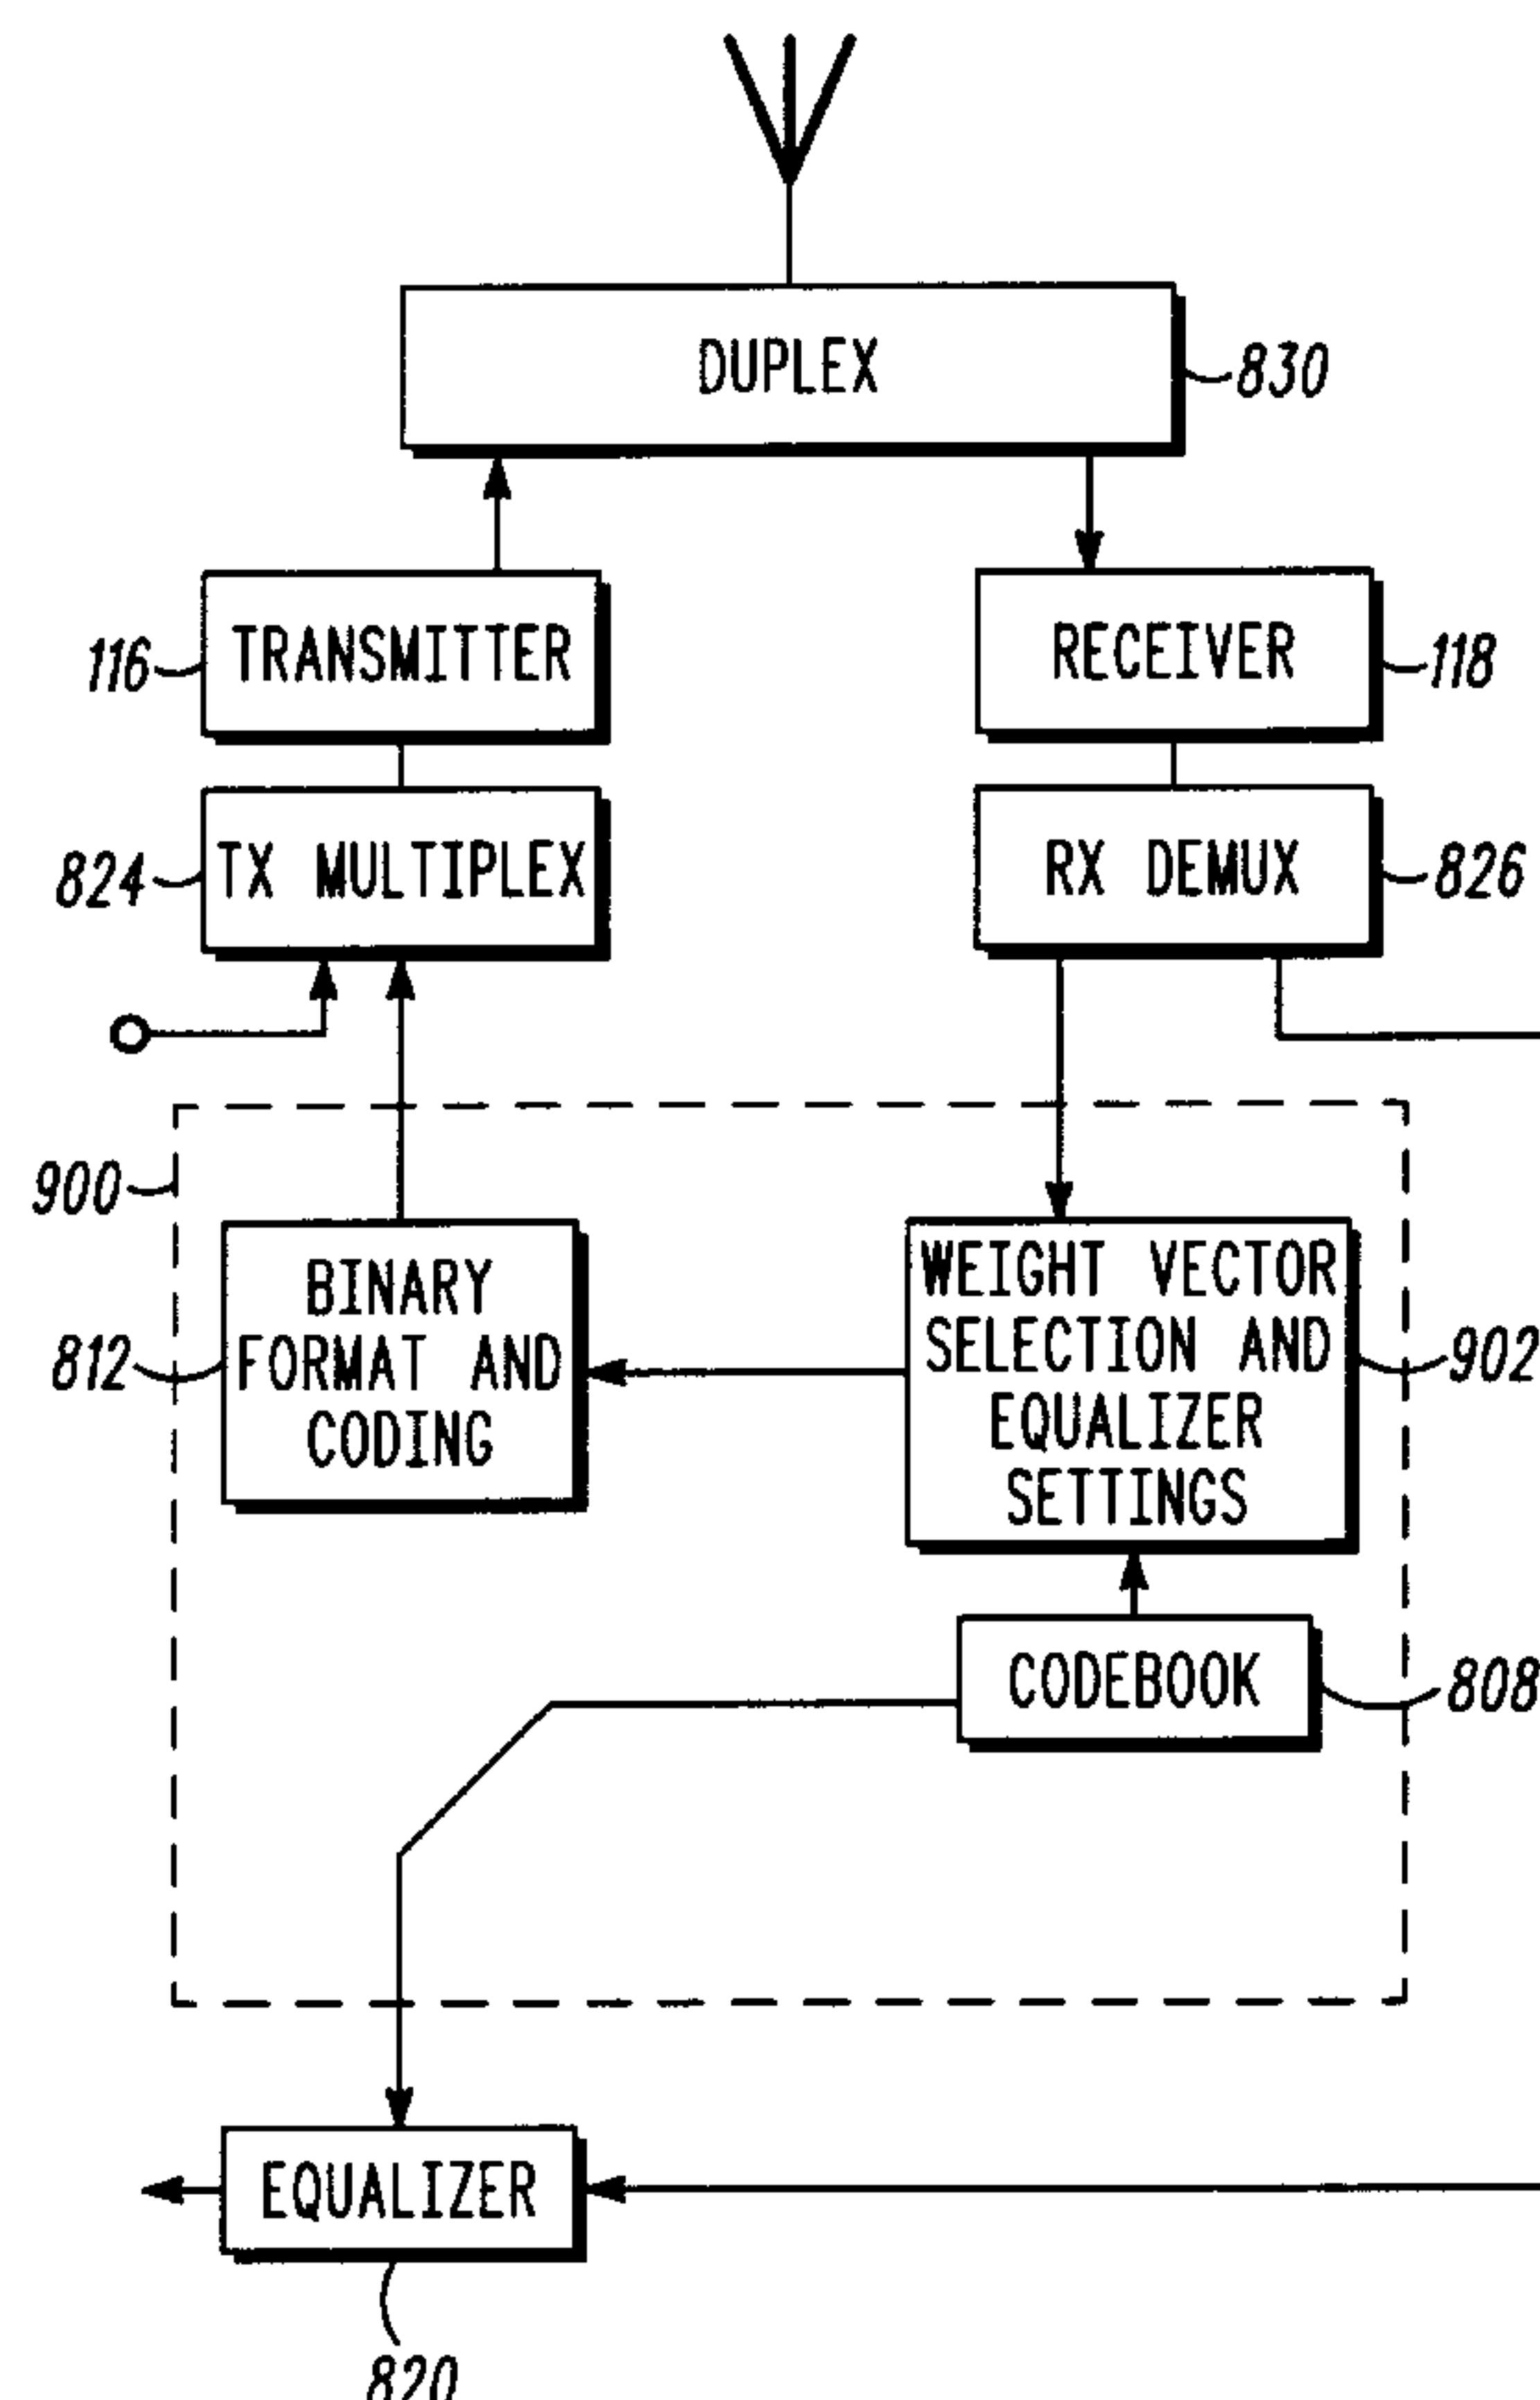 DUPLEX
830
TRANSMITTER
116
RECEIVER
118
TX MULTIPLEX
824
RX DEMUX
826
900
BINARY
FORMAT AND
CODING
812
WEIGHT VECTOR
SELECTION AND
EQUALIZER
SETTINGS
902
CODEBOOK
808
EQUALIZER
820